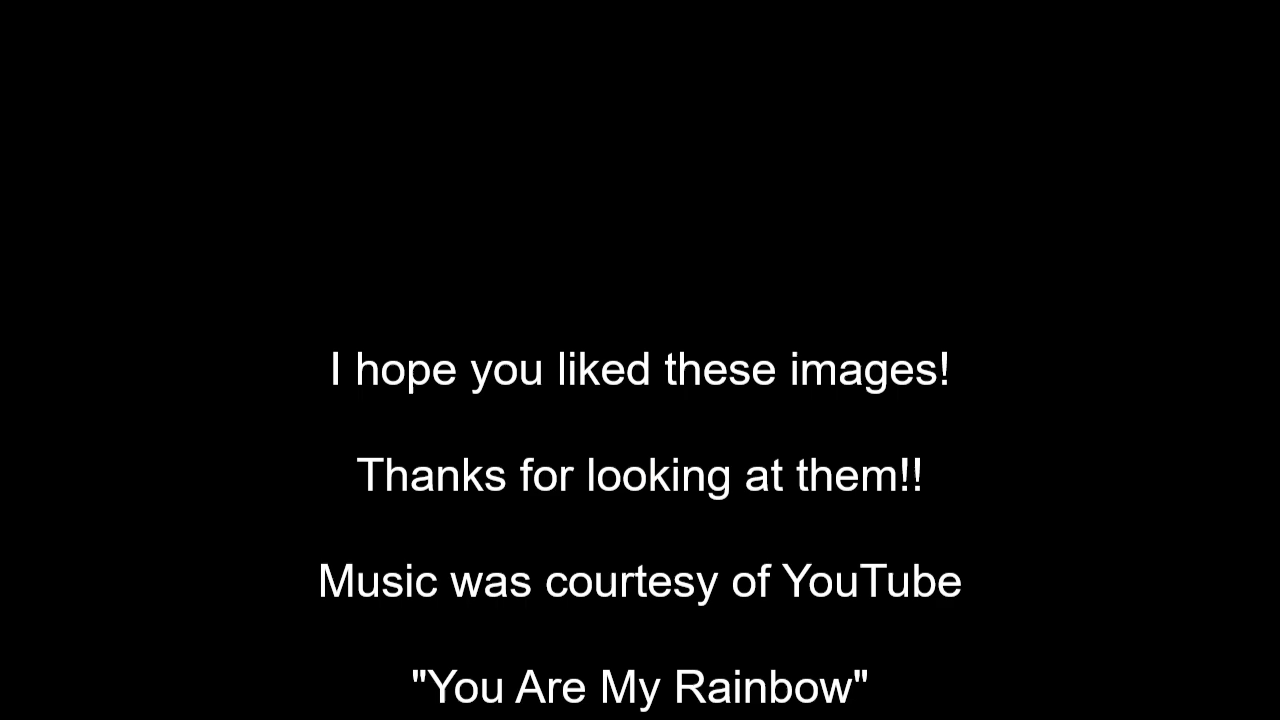 I hope you liked these images!
Thanks for looking at them!!
Music was courtesy of YouTube
"You Are My Rainbow"